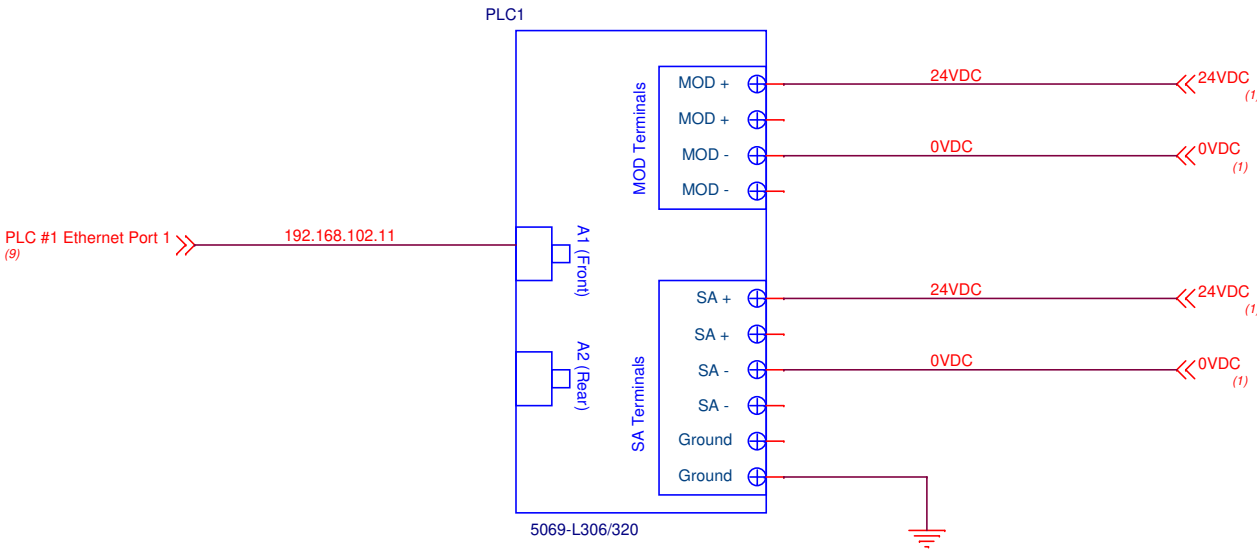 PLC1
MOD Terminals
MOD +
24VDC
24VDC
(1)
MOD +
MOD -
0VDC
0VDC
(1)
MOD -
PLC #1 Ethernet Port 1
(9)
192.168.102.11
A1 (Front)
A2 (Rear)
SA Terminals
SA +
24VDC
24VDC
(1)
SA +
SA -
0VDC
0VDC
(1)
SA -
Ground
Ground
5069-L306/320